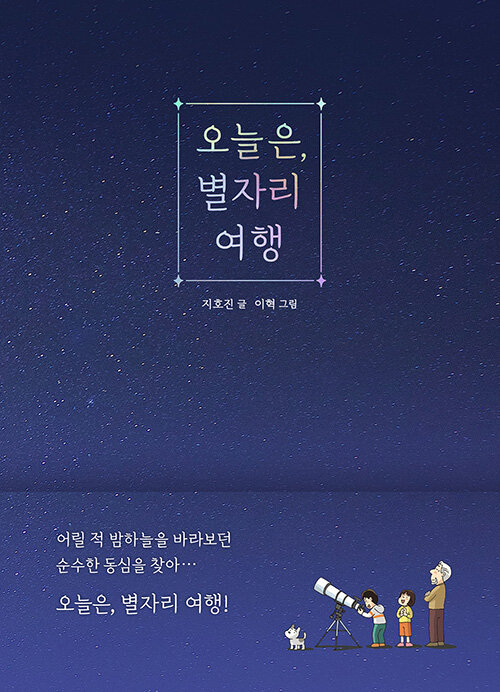 오늘은,
별자리
여행
지호진 글 이혁 그림
어릴 적 밤하늘을 바라보던
순수한 동심을 찾아…
오늘은, 별자리 여행!